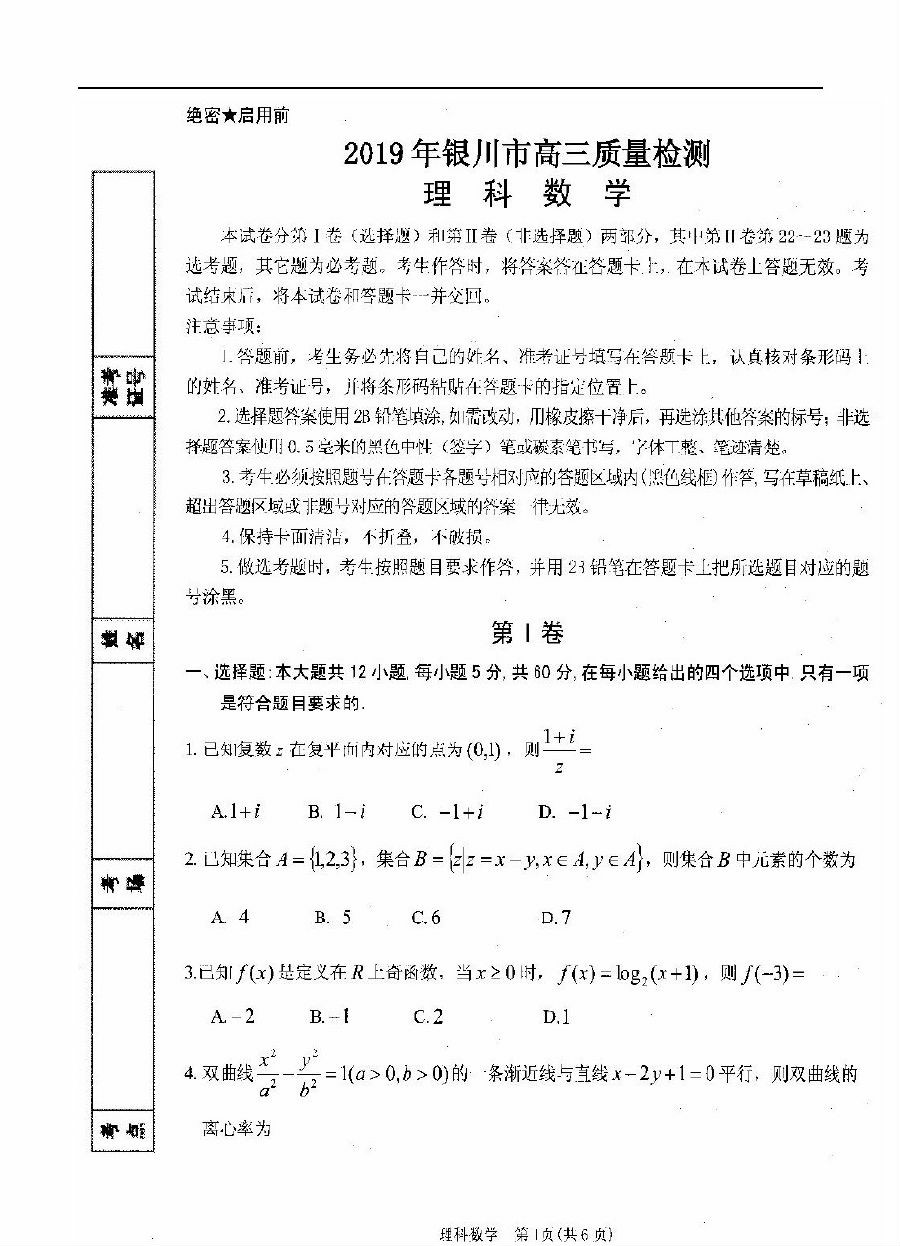 绝密★启用前
2019年银川市高三质量检测
理 科 数 学
本试卷分第Ⅰ卷（选择题）和第Ⅱ卷（非选择题）两部分，其中第Ⅱ卷第22--23题为
选考题，其它题为必考题。考生作答时，将答案答在答题卡上，在本试卷上答题无效。考
试结束后，将本试卷和答题卡一并交回。
注意事项：
1.答题前，考生务必先将自己的姓名、准考证号填写在答题卡上，认真核对条形码上
的姓名、准考证号，并将条形码粘贴在答题卡的指定位置上。
2.选择题答案使用2B铅笔填涂,如需改动，用橡皮擦干净后，再选涂其他答案的标号；非选
择题答案使用0.5毫米的黑色中性（签字）笔或碳素笔书写，字体工整、笔迹清楚。
3.考生必须按照题号在答题卡各题号相对应的答题区域内(黑色线框)作答,写在草稿纸上、
超出答题区域或非题号对应的答题区域的答案一律无效。
4.保持卡面清洁，不折叠，不破损。
5.做选考题时，考生按照题目要求作答，并用2B铅笔在答题卡上把所选题目对应的题
号涂黑。
第Ⅰ卷
一、选择题:本大题共12小题,每小题5分,共60分,在每小题给出的四个选项中.只有一项
是符合题目要求的.
1. 已知复数 z 在复平面内对应的点为(0,1)，则 (1+i)/z =
A.1+i B. 1-i C. -1+i D. -1-i
2. 已知集合 A={1,2,3}，集合 B={z|z=x-y,x∈A,y∈A}，则集合 B 中元素的个数为
A. 4 B. 5 C.6 D.7
3.已知 f(x) 是定义在 R 上奇函数，当 x≥0 时，f(x)=log₂(x+1)，则 f(-3)=
A.-2 B.-1 C.2 D.1
4. 双曲线 x²/a² - y²/b² =1(a>0,b>0)的一条渐近线与直线 x-2y+1=0 平行，则双曲线的
离心率为
准考证号
姓名
考场
考点
理科数学 第1页(共6页)